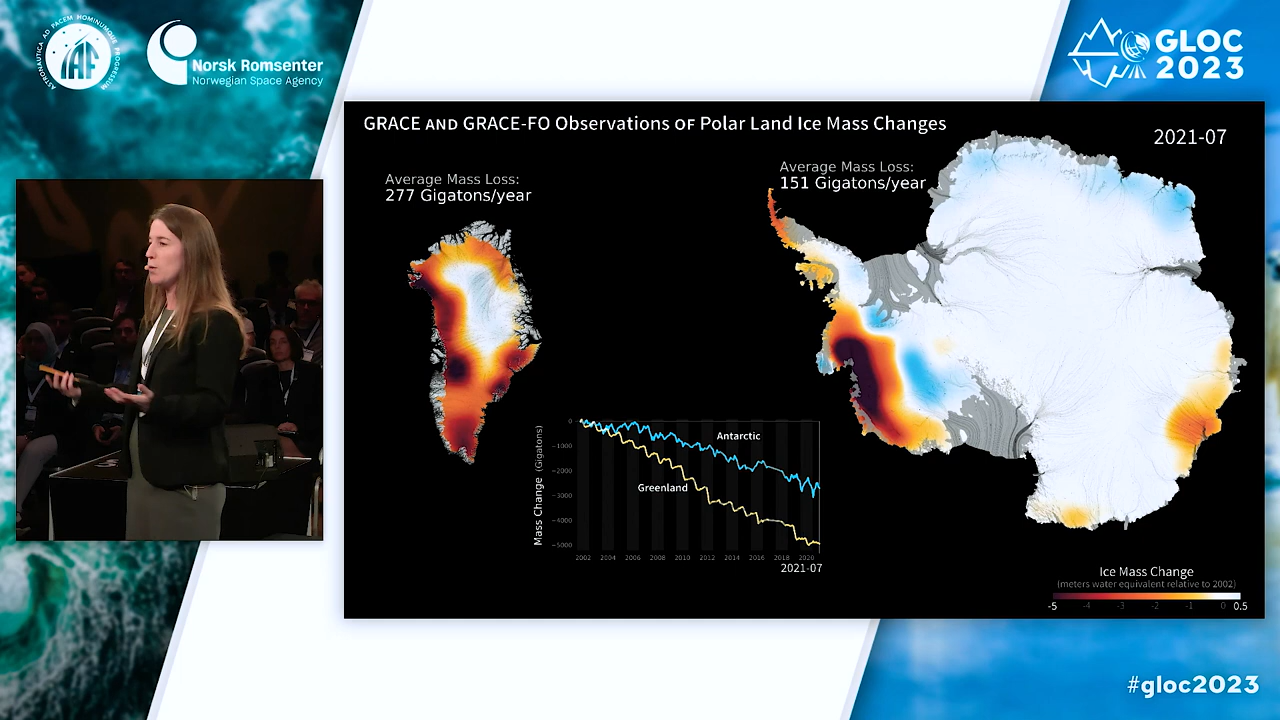 ASTRONAUTICA AD PACEM HOMINUMQUE PROGRESSUM
IAF
Norsk Romsenter
Norwegian Space Agency
GLOC
2023
GRACE AND GRACE-FO Observations of Polar Land Ice Mass Changes
2021-07
Average Mass Loss:
277 Gigatons/year
Average Mass Loss:
151 Gigatons/year
Mass Change (Gigatons)
0
-1000
-2000
-3000
-4000
-5000
Antarctic
Greenland
2002 2004 2006 2008 2010 2012 2014 2016 2018 2020
2021-07
Ice Mass Change
(meters water equivalent relative to 2002)
-5 -4 -3 -2 -1 0 0.5
#gloc2023